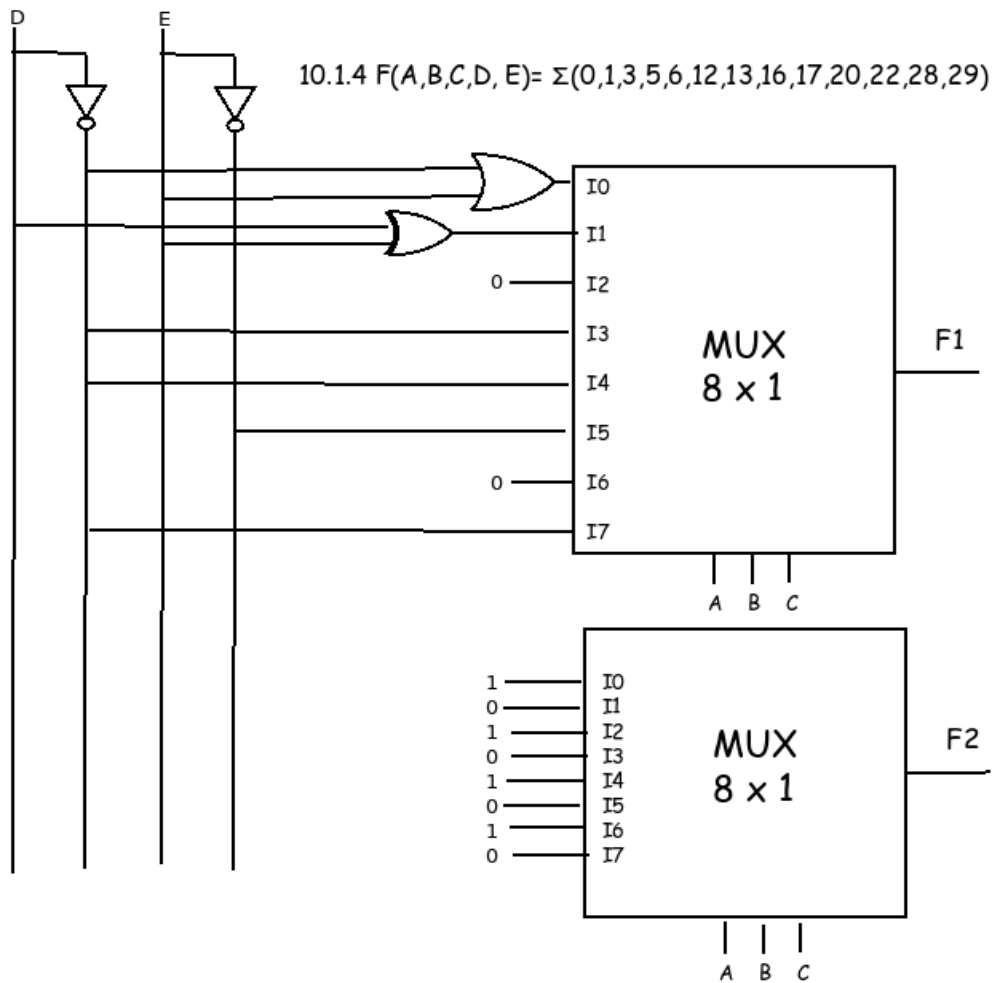 D
E
10.1.4 F(A,B,C,D, E)= Σ(0,1,3,5,6,12,13,16,17,20,22,28,29)
I0
I1
0
I2
I3
I4
I5
0
I6
I7
MUX
8 x 1
F1
A B C
1 I0
0 I1
1 I2
0 I3
1 I4
0 I5
1 I6
0 I7
MUX
8 x 1
F2
A B C